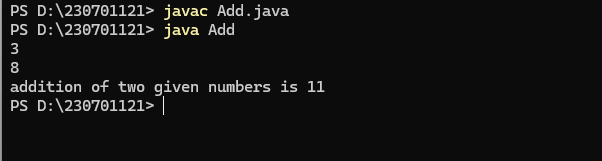 PS D:\230701121> javac Add.java
PS D:\230701121> java Add
3
8
addition of two given numbers is 11
PS D:\230701121>